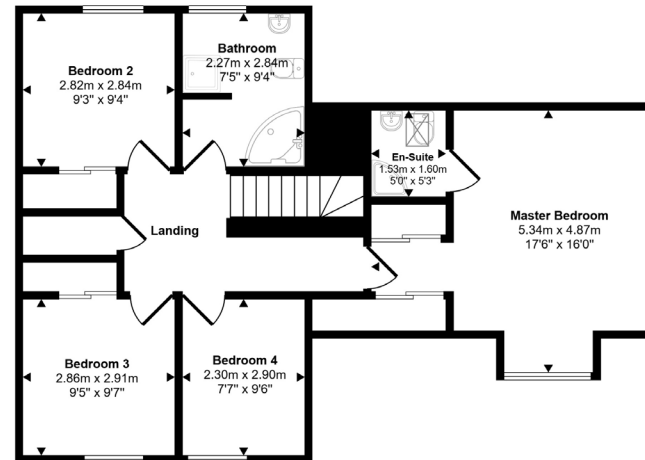 Bathroom
2.27m x 2.84m
7'5" x 9'4"
Bedroom 2
2.82m x 2.84m
9'3" x 9'4"
En-Suite
1.53m x 1.60m
5'0" x 5'3"
Master Bedroom
5.34m x 4.87m
17'6" x 16'0"
Landing
Bedroom 3
2.86m x 2.91m
9'5" x 9'7"
Bedroom 4
2.30m x 2.90m
7'7" x 9'6"